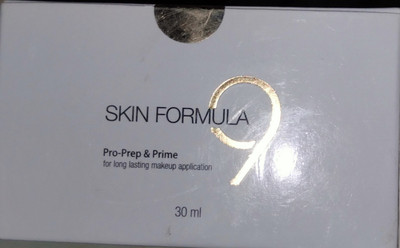 SKIN FORMULA 9
Pro-Prep & Prime
for long lasting makeup application
30 ml